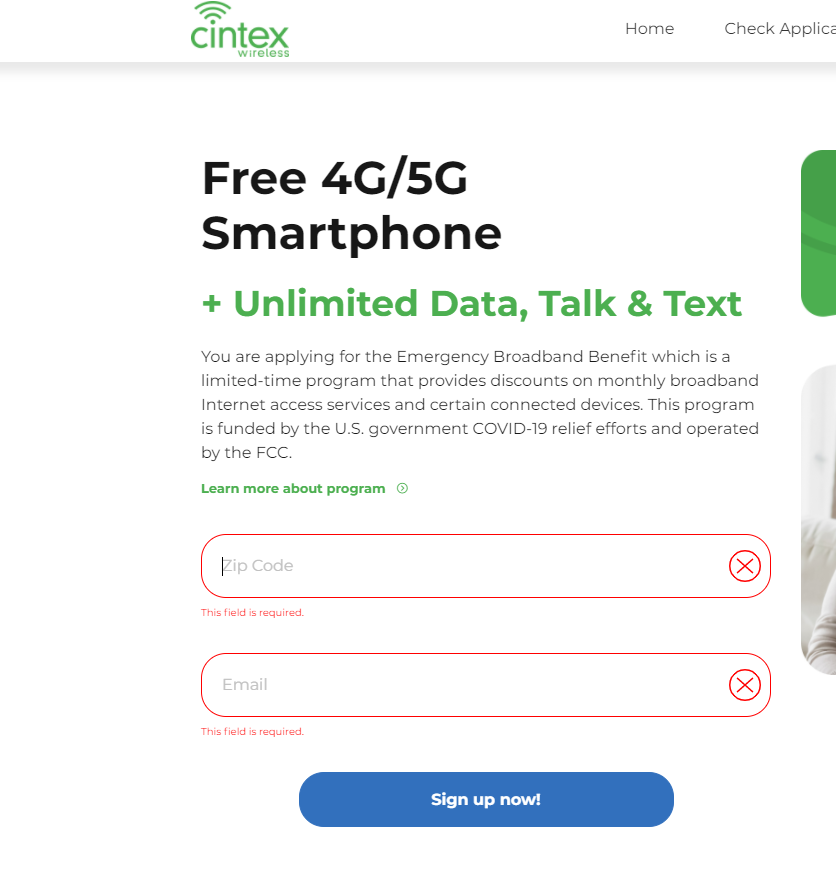 cintex
wireless
Home
Check Applica
Free 4G/5G
Smartphone
+ Unlimited Data, Talk & Text
You are applying for the Emergency Broadband Benefit which is a
limited-time program that provides discounts on monthly broadband
Internet access services and certain connected devices. This program
is funded by the U.S. government COVID-19 relief efforts and operated
by the FCC.
Learn more about program
Zip Code
This field is required.
Email
This field is required.
Sign up now!